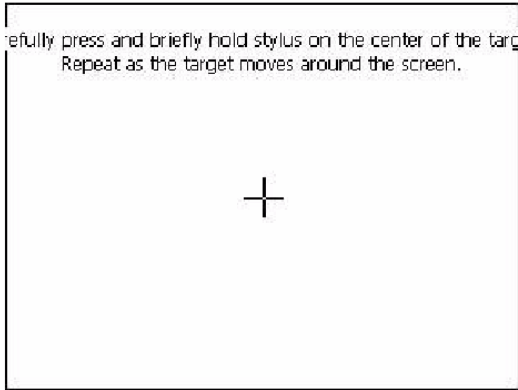 efully press and briefly hold stylus on the center of the targ
Repeat as the target moves around the screen.